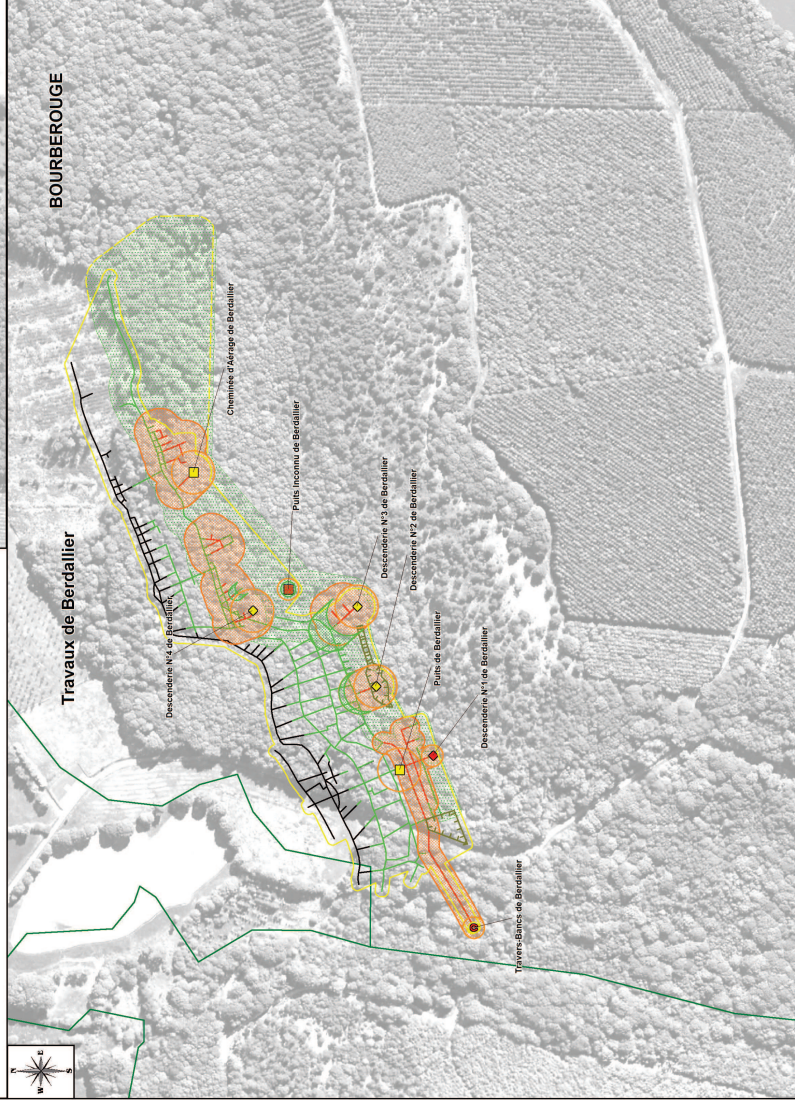 BOURBEROUGE
Travaux de Berdallier
Cheminée d'Aérage de Berdallier
Puits Inconnu de Berdallier
Descenderie N°4 de Berdallier
Descenderie N°3 de Berdallier
Descenderie N°2 de Berdallier
Puits de Berdallier
Descenderie N°1 de Berdallier
Travers-Bancs de Berdallier
N
E
S
W